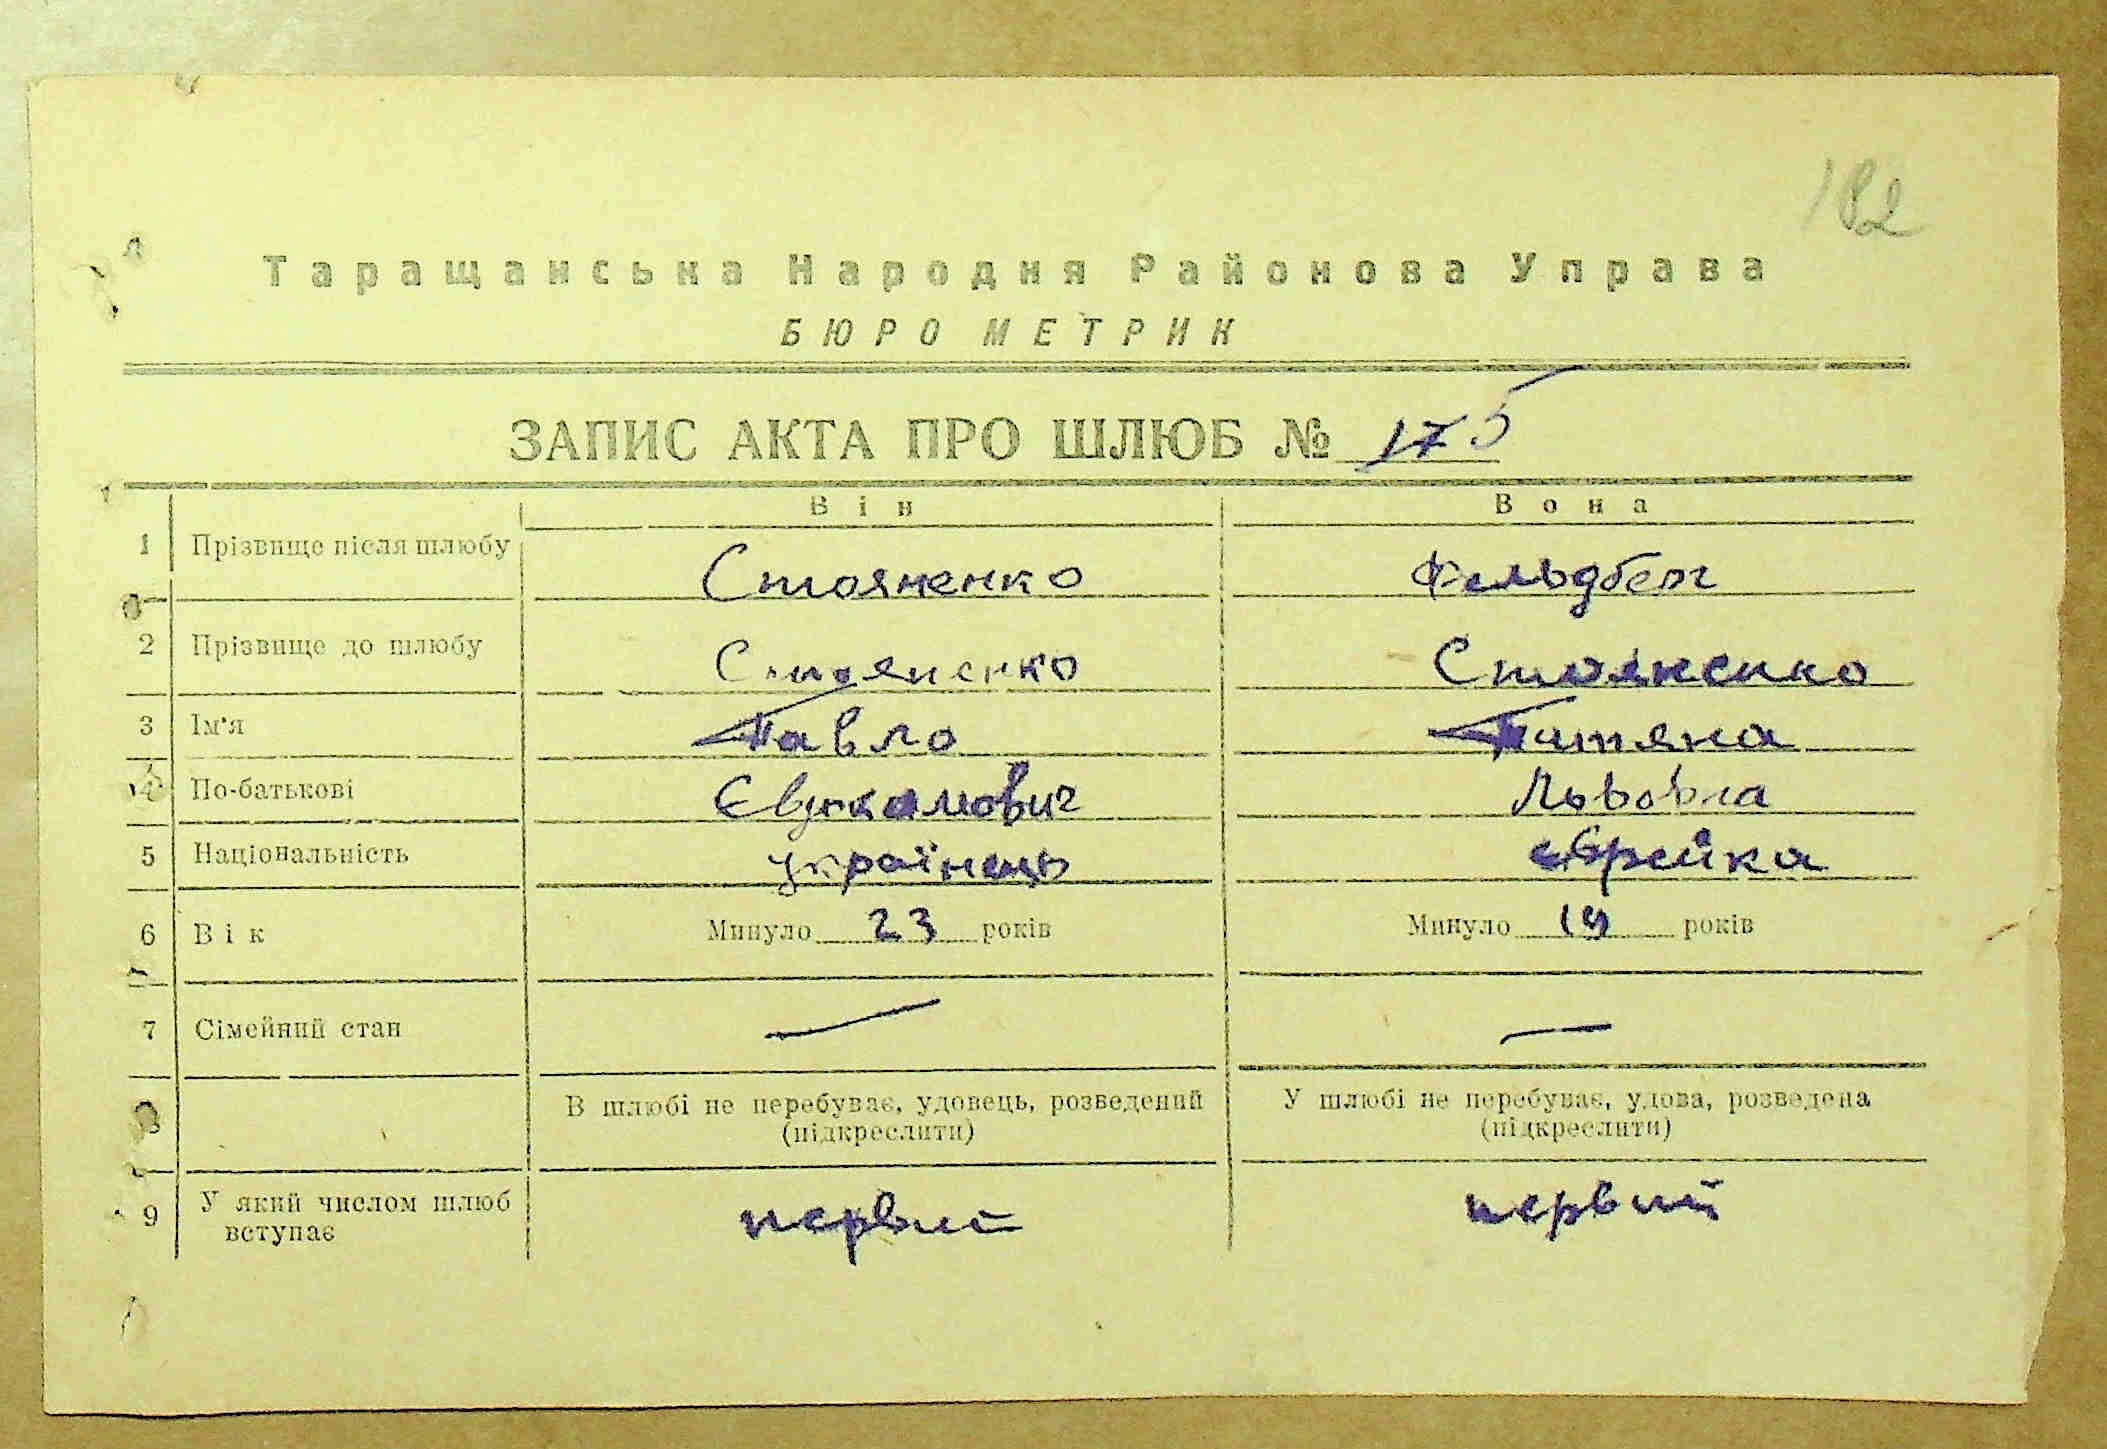 182
Таращанська Народня Районова Управа
БЮРО МЕТРИК
ЗАПИС АКТА ПРО ШЛЮБ № 175
Він Вона
1 Прізвище після шлюбу Стояненко Фельдберг
2 Прізвище до шлюбу Стояненко Стояненко
3 Ім'я Павло Татяна
4 По-батькові Львовна
5 Національність українець еврейка
6 Вік Минуло 23 років Минуло 19 років
7 Сімейний стан — —
8 В шлюбі не перебуває, удовець, розведений У шлюбі не перебуває, удова, розведена
(підкреслити) (підкреслити)
9 У який числом шлюб первий первий
вступає